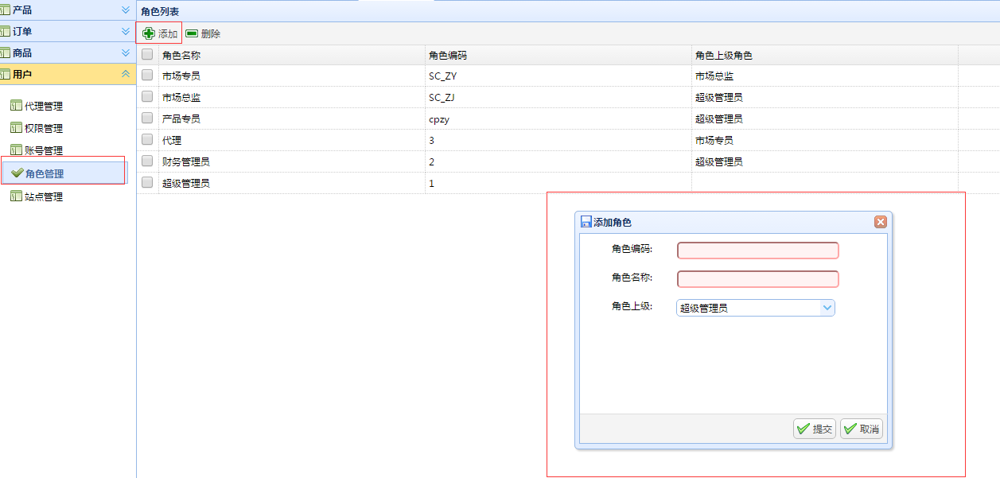 产品
订单
商品
用户
代理管理
权限管理
账号管理
角色管理
站点管理
角色列表
添加 删除
角色名称 角色编码 角色上级角色
市场专员 SC_ZY 市场总监
市场总监 SC_ZJ 超级管理员
产品专员 cpzy 超级管理员
代理 3 市场专员
财务管理员 2 超级管理员
超级管理员 1
添加角色
角色编码:
角色名称:
角色上级: 超级管理员
提交 取消